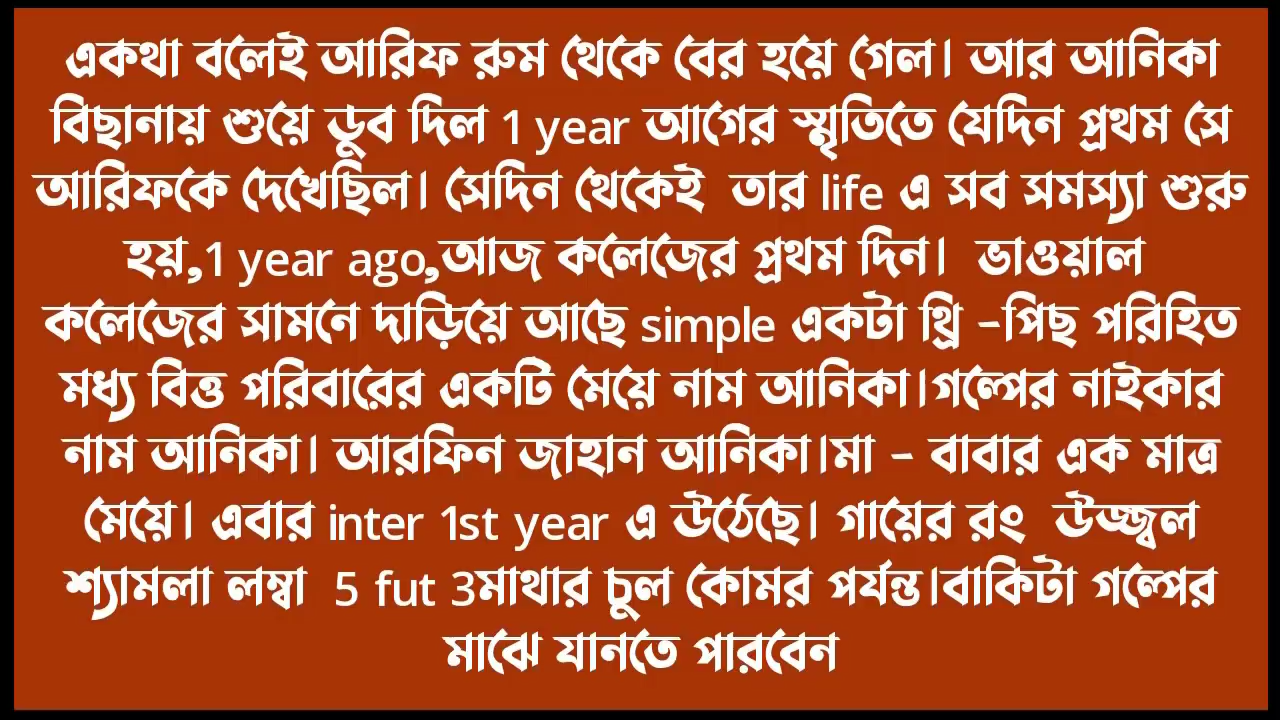 একথা বলেই আরিফ রুম থেকে বের হয়ে গেল। আর আনিকা
বিছানায় শুয়ে ডুব দিল 1 year আগের স্মৃতিতে যেদিন প্রথম সে
আরিফকে দেখেছিল। সেদিন থেকেই তার life এ সব সমস্যা শুরু
হয়,1 year ago,আজ কলেজের প্রথম দিন। ভাওয়াল
কলেজের সামনে দাড়িয়ে আছে simple একটা থ্রি -পিছ পরিহিত
মধ্য বিত্ত পরিবারের একটি মেয়ে নাম আনিকা।গল্পের নাইকার
নাম আনিকা। আরফিন জাহান আনিকা।মা - বাবার এক মাত্র
মেয়ে। এবার inter 1st year এ উঠেছে। গায়ের রং উজ্জ্বল
শ্যামলা লম্বা 5 fut 3মাথার চুল কোমর পর্যন্ত।বাকিটা গল্পের
মাঝে যানতে পারবেন